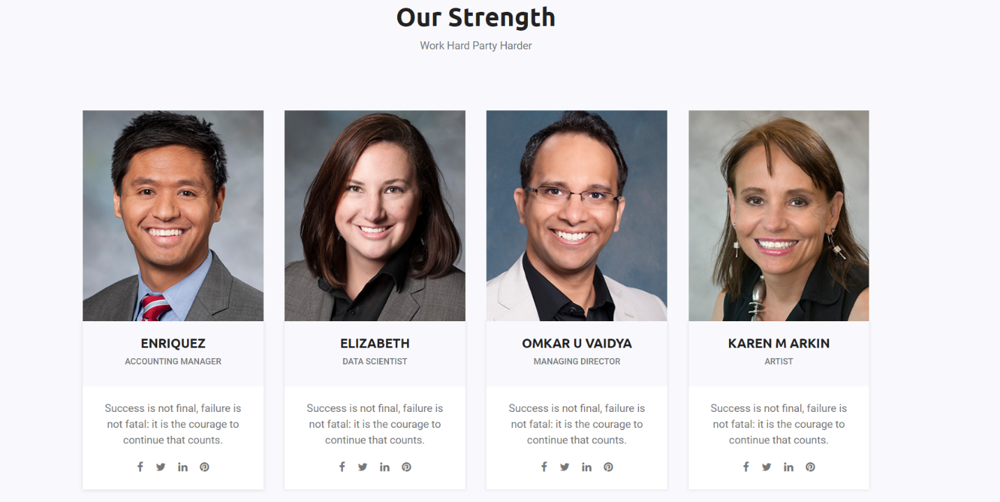 Our Strength
Work Hard Party Harder
ENRIQUEZ
ACCOUNTING MANAGER
Success is not final, failure is
not fatal: it is the courage to
continue that counts.
ELIZABETH
DATA SCIENTIST
Success is not final, failure is
not fatal: it is the courage to
continue that counts.
OMKAR U VAIDYA
MANAGING DIRECTOR
Success is not final, failure is
not fatal: it is the courage to
continue that counts.
KAREN M ARKIN
ARTIST
Success is not final, failure is
not fatal: it is the courage to
continue that counts.